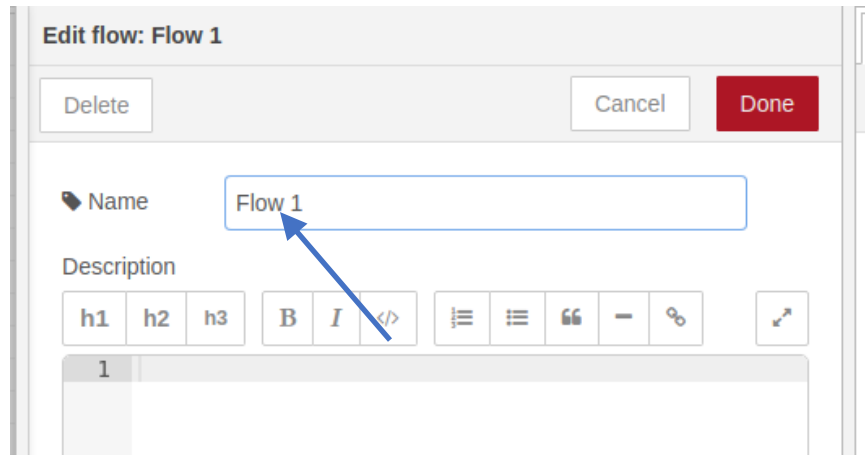 Edit flow: Flow 1
Delete Cancel Done
Name Flow 1
Description
h1 h2 h3 B I </>
1